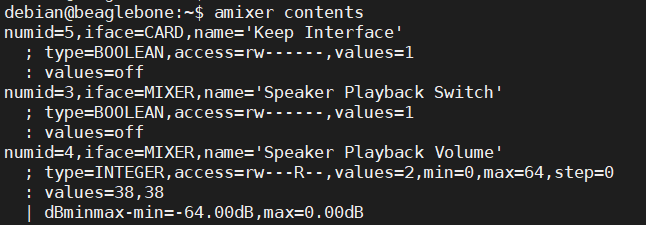 debian@beaglebone:~$ amixer contents
numid=5,iface=CARD,name='Keep Interface'
  ; type=BOOLEAN,access=rw------,values=1
  : values=off
numid=3,iface=MIXER,name='Speaker Playback Switch'
  ; type=BOOLEAN,access=rw------,values=1
  : values=off
numid=4,iface=MIXER,name='Speaker Playback Volume'
  ; type=INTEGER,access=rw---R--,values=2,min=0,max=64,step=0
  : values=38,38
  | dBminmax-min=-64.00dB,max=0.00dB